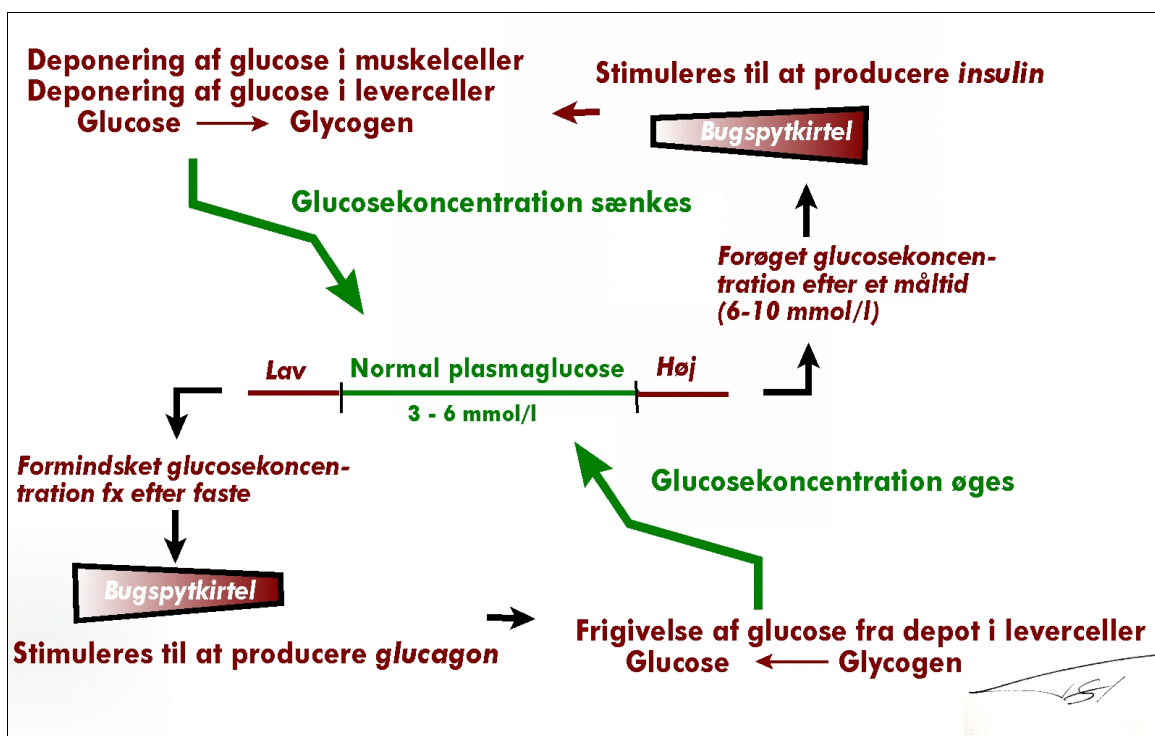 Deponering af glucose i muskelceller
Deponering af glucose i leverceller
Glucose
Glycogen
Stimuleres til at producere insulin
Bugspytkirtel
Glucosekoncentration sænkes
Forøget glucosekoncen-
tration efter et måltid
(6-10 mmol/l)
Lav
Normal plasmaglucose
Høj
3 - 6 mmol/l
Formindsket glucosekoncen-
tration fx efter faste
Glucosekoncentration øges
Bugspytkirtel
Stimuleres til at producere glucagon
Frigivelse af glucose fra depot i leverceller
Glucose
Glycogen